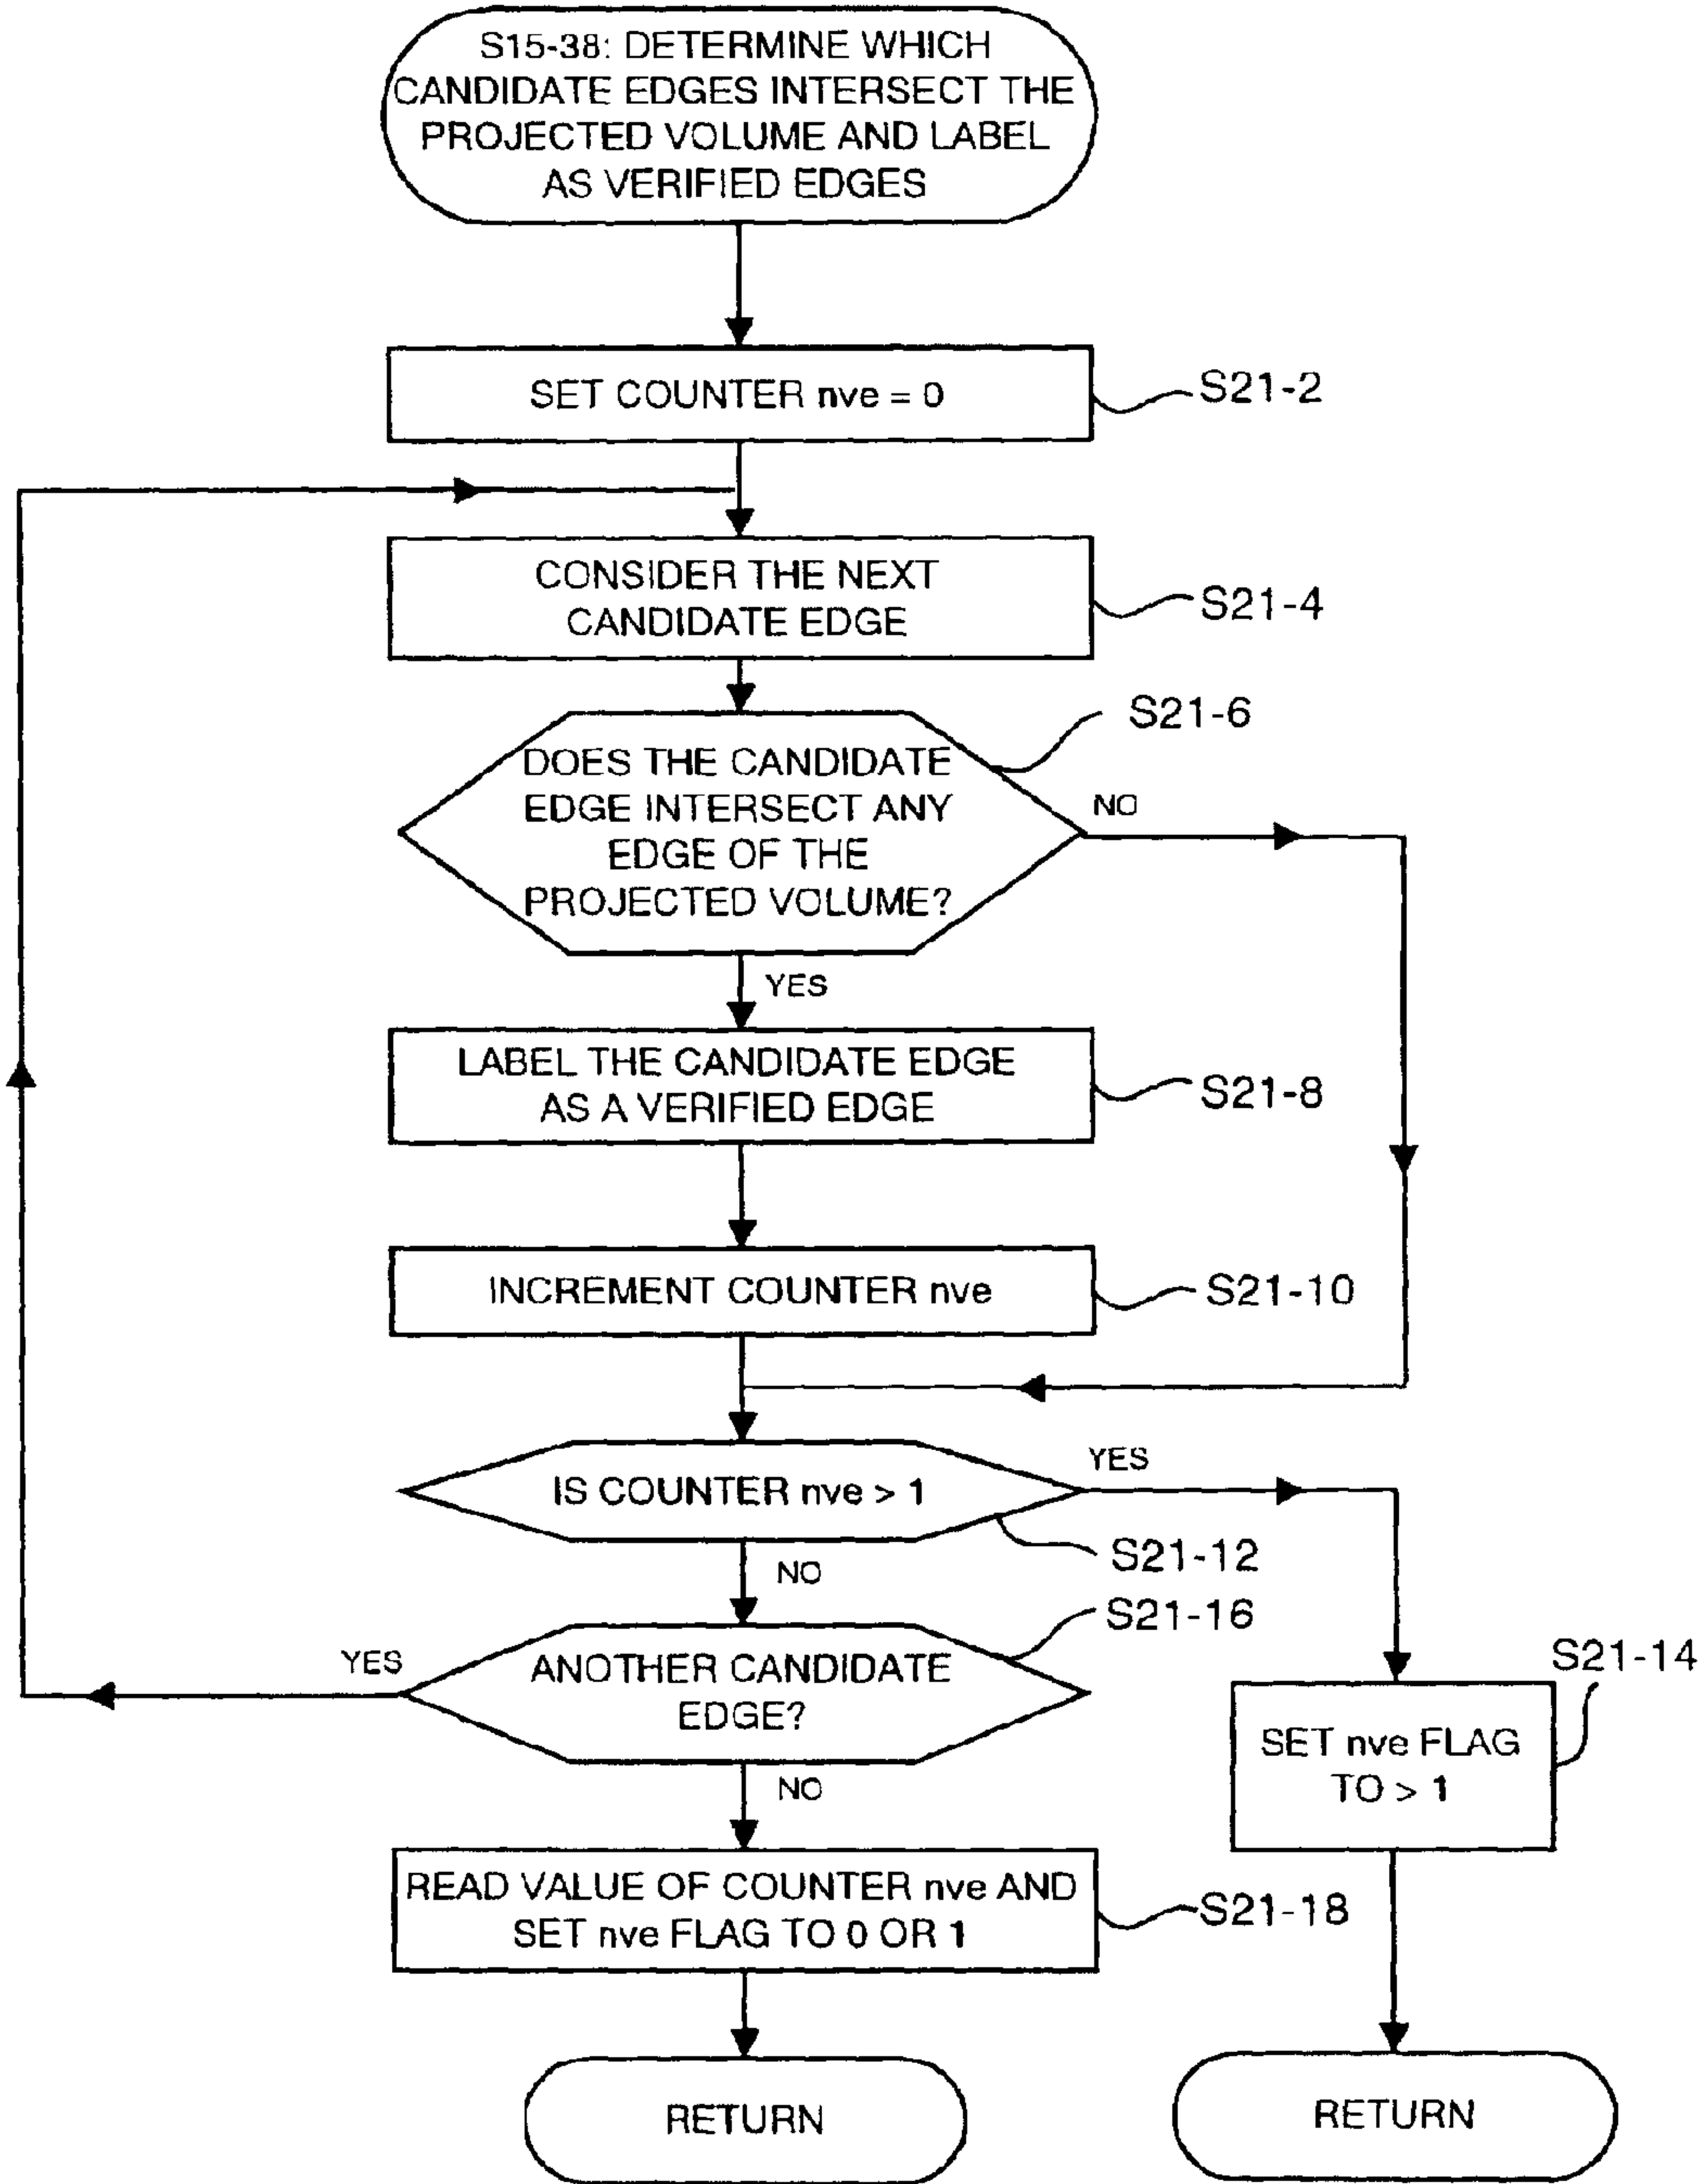 S15-38: DETERMINE WHICH
CANDIDATE EDGES INTERSECT THE
PROJECTED VOLUME AND LABEL
AS VERIFIED EDGES
SET COUNTER nve = 0
S21-2
CONSIDER THE NEXT
CANDIDATE EDGE
S21-4
S21-6
DOES THE CANDIDATE
EDGE INTERSECT ANY
EDGE OF THE
PROJECTED VOLUME?
NO
YES
LABEL THE CANDIDATE EDGE
AS A VERIFIED EDGE
S21-8
INCREMENT COUNTER nve
S21-10
IS COUNTER nve > 1
YES
S21-12
NO
S21-16
ANOTHER CANDIDATE
EDGE?
YES
NO
S21-14
SET nve FLAG
TO > 1
READ VALUE OF COUNTER nve AND
SET nve FLAG TO 0 OR 1
S21-18
RETURN
RETURN